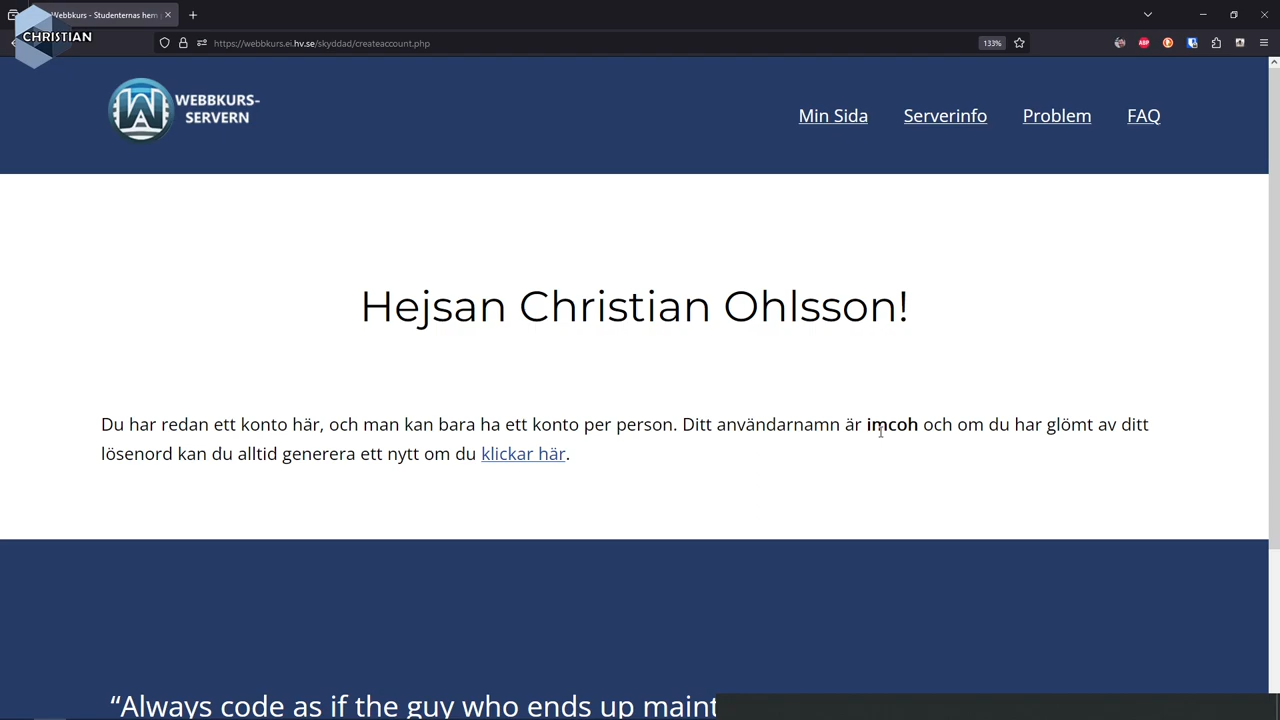 CHRISTIAN
Webbkurs - Studenternas hem
https://webbkurs.ei.hv.se/skyddad/createaccount.php
133%
ABP
WEBBKURS-
SERVERN
Min Sida
Serverinfo
Problem
FAQ
Hejsan Christian Ohlsson!
Du har redan ett konto här, och man kan bara ha ett konto per person. Ditt användarnamn är imcoh och om du har glömt av ditt
lösenord kan du alltid generera ett nytt om du klickar här.
“Always code as if the guy who ends up maint